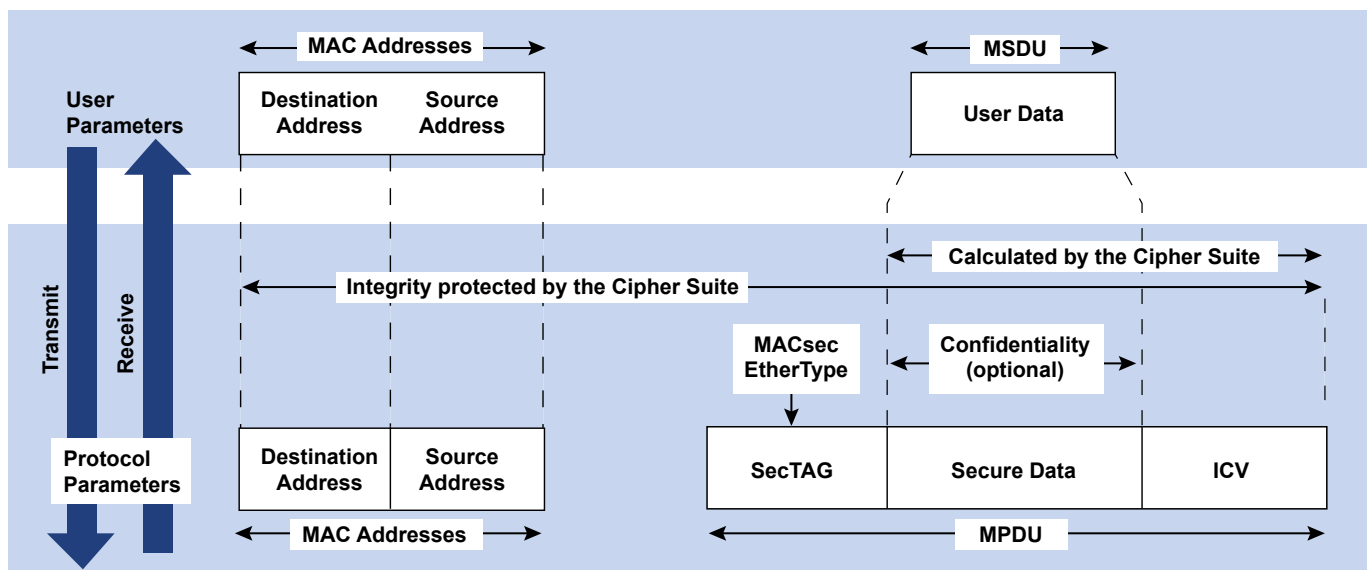 MAC Addresses
MSDU
User
Parameters
Destination
Address
Source
Address
User Data
Calculated by the Cipher Suite
Integrity protected by the Cipher Suite
Transmit
Receive
MACsec
EtherType
Confidentiality
(optional)
Protocol
Parameters
Destination
Address
Source
Address
SecTAG
Secure Data
ICV
MAC Addresses
MPDU